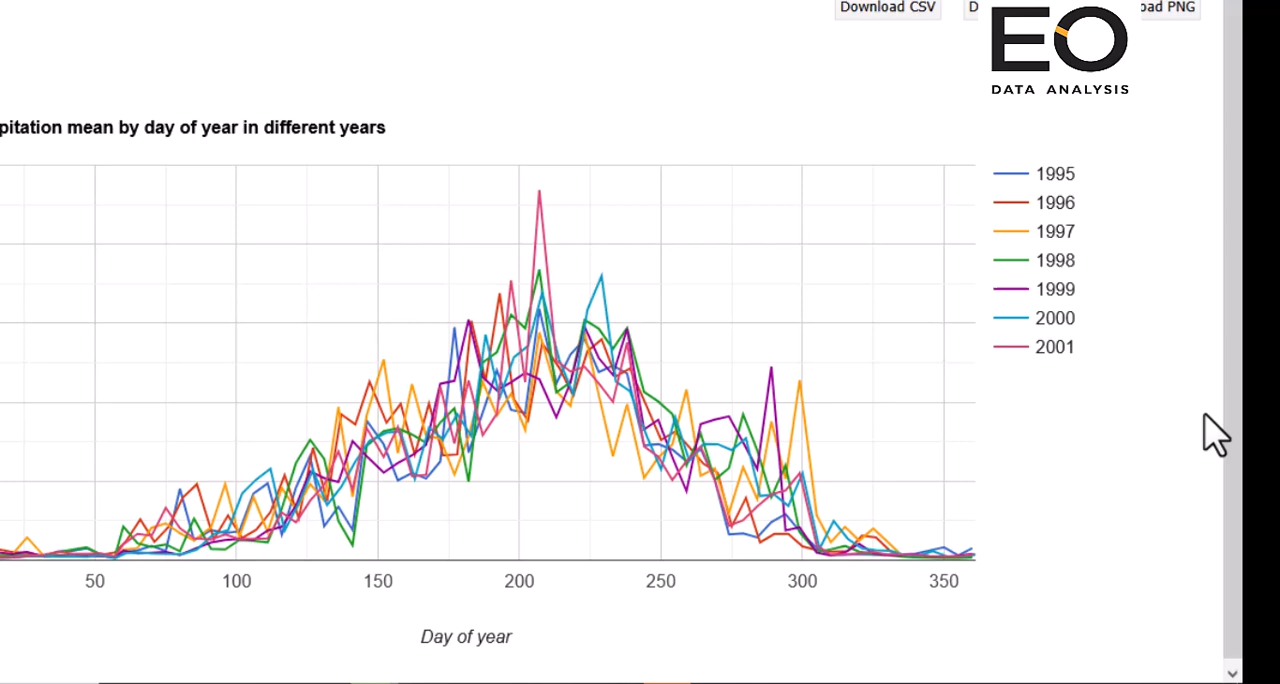 Download CSV
D
oad PNG
EO
DATA ANALYSIS
pitation mean by day of year in different years
1995
1996
1997
1998
1999
2000
2001
50 100 150 200 250 300 350
Day of year